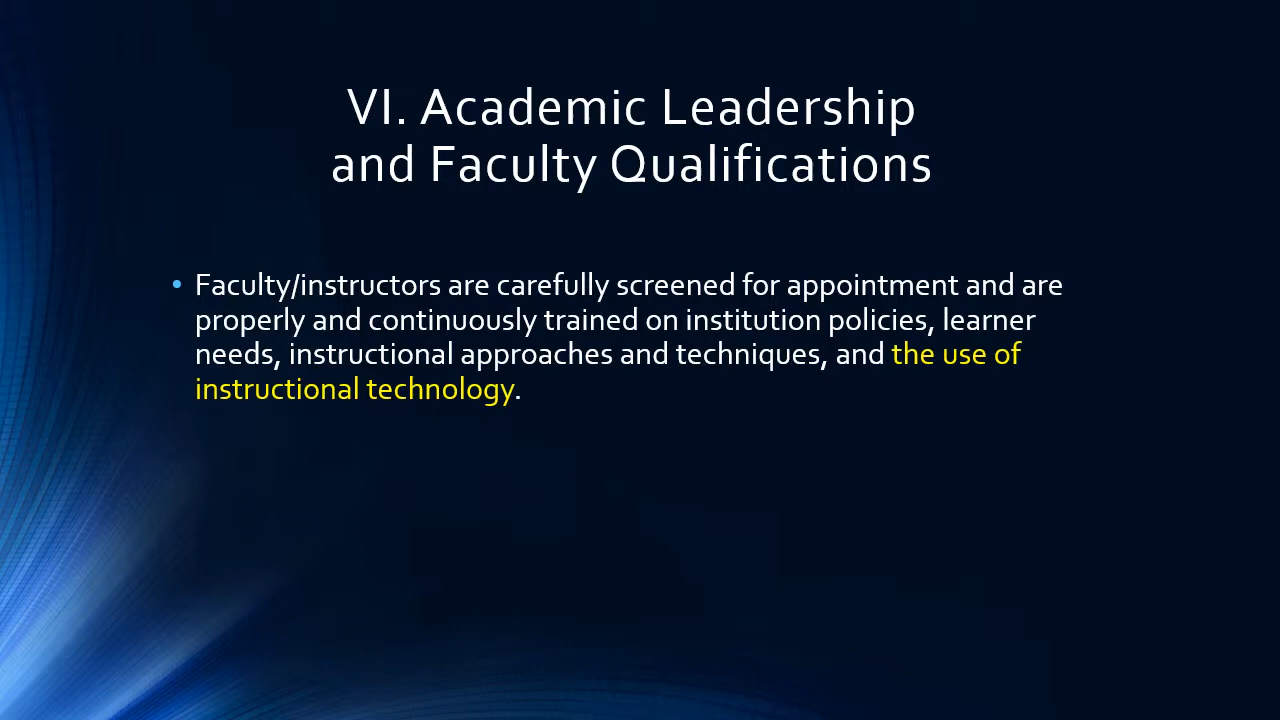 VI. Academic Leadership
and Faculty Qualifications
• Faculty/instructors are carefully screened for appointment and are
properly and continuously trained on institution policies, learner
needs, instructional approaches and techniques, and the use of
instructional technology.